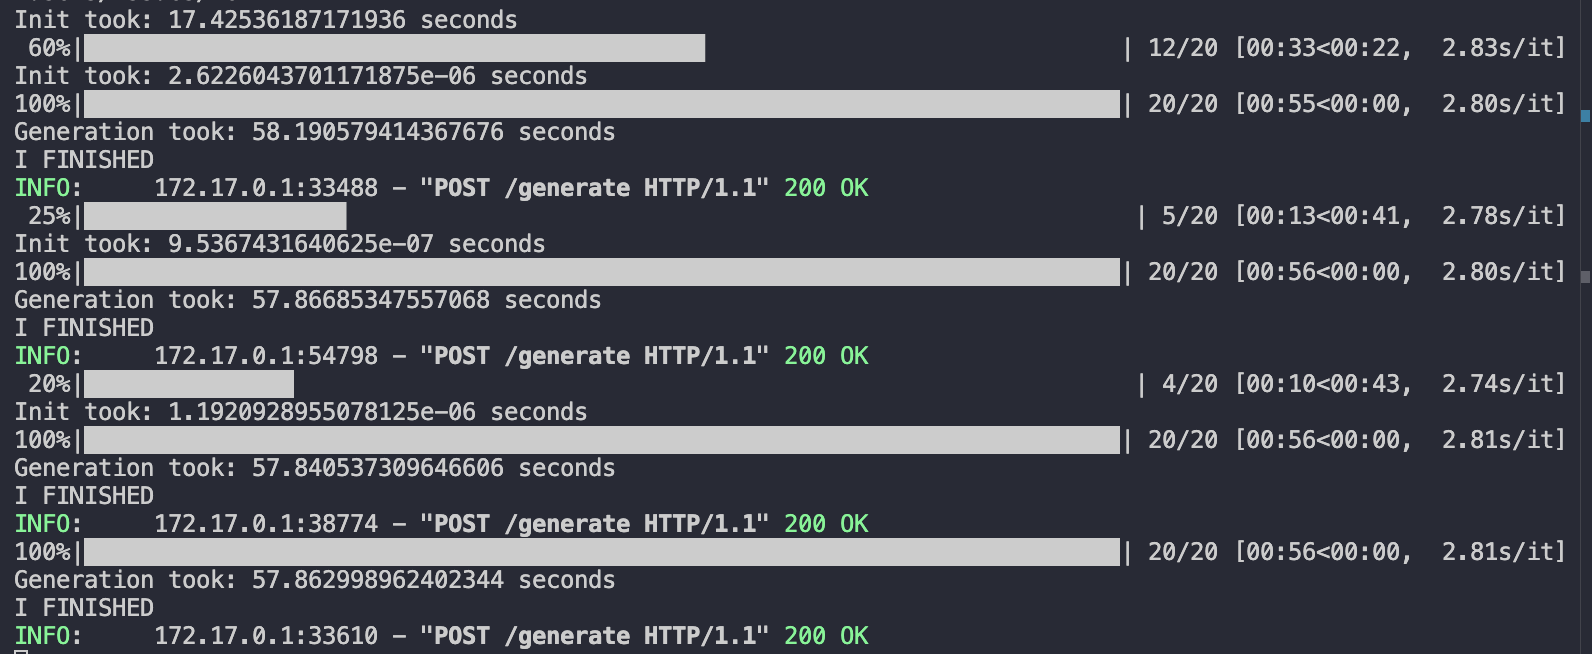 Init took: 17.42536187171936 seconds
60%| | 12/20 [00:33<00:22, 2.83s/it]
Init took: 2.6226043701171875e-06 seconds
100%| | 20/20 [00:55<00:00, 2.80s/it]
Generation took: 58.190579414367676 seconds
I FINISHED
INFO: 172.17.0.1:33488 – "POST /generate HTTP/1.1" 200 OK
25%| | 5/20 [00:13<00:41, 2.78s/it]
Init took: 9.5367431640625e-07 seconds
100%| | 20/20 [00:56<00:00, 2.80s/it]
Generation took: 57.86685347557068 seconds
I FINISHED
INFO: 172.17.0.1:54798 – "POST /generate HTTP/1.1" 200 OK
20%| | 4/20 [00:10<00:43, 2.74s/it]
Init took: 1.1920928955078125e-06 seconds
100%| | 20/20 [00:56<00:00, 2.81s/it]
Generation took: 57.840537309646606 seconds
I FINISHED
INFO: 172.17.0.1:38774 – "POST /generate HTTP/1.1" 200 OK
100%| | 20/20 [00:56<00:00, 2.81s/it]
Generation took: 57.862998962402344 seconds
I FINISHED
INFO: 172.17.0.1:33610 – "POST /generate HTTP/1.1" 200 OK